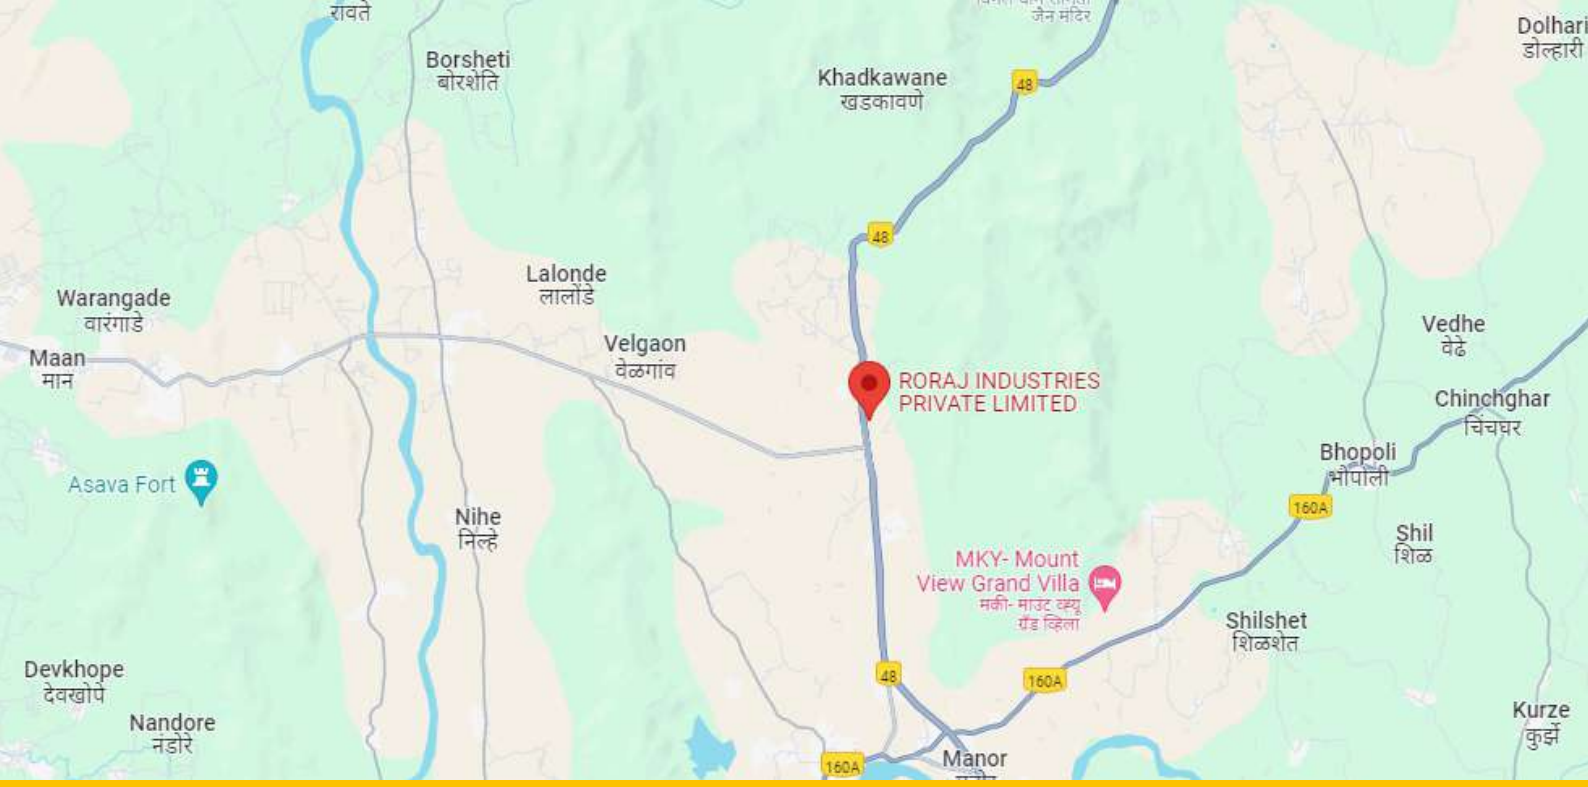 रावते
जैन मंदिर
Dolhari
डोल्हारी
Borsheti
बोरशेति
Khadkawane
खडकावणे
48
48
Lalonde
लालोंडे
Warangade
वारंगाडे
Velgaon
वेळगांव
Vedhe
वेढे
Maan
मान
RORAJ INDUSTRIES
PRIVATE LIMITED
Chinchghar
चिंचघर
Bhopoli
भोपोली
Asava Fort
160A
Nihe
निल्हे
Shil
शिळ
MKY- Mount
View Grand Villa
मकी- माउंट व्ह्यू
ग्रँड व्हिला
Shilshet
शिळशेत
Devkhope
देवखोपे
48
160A
Nandore
नंडोरे
Kurze
कुर्झे
160A
Manor